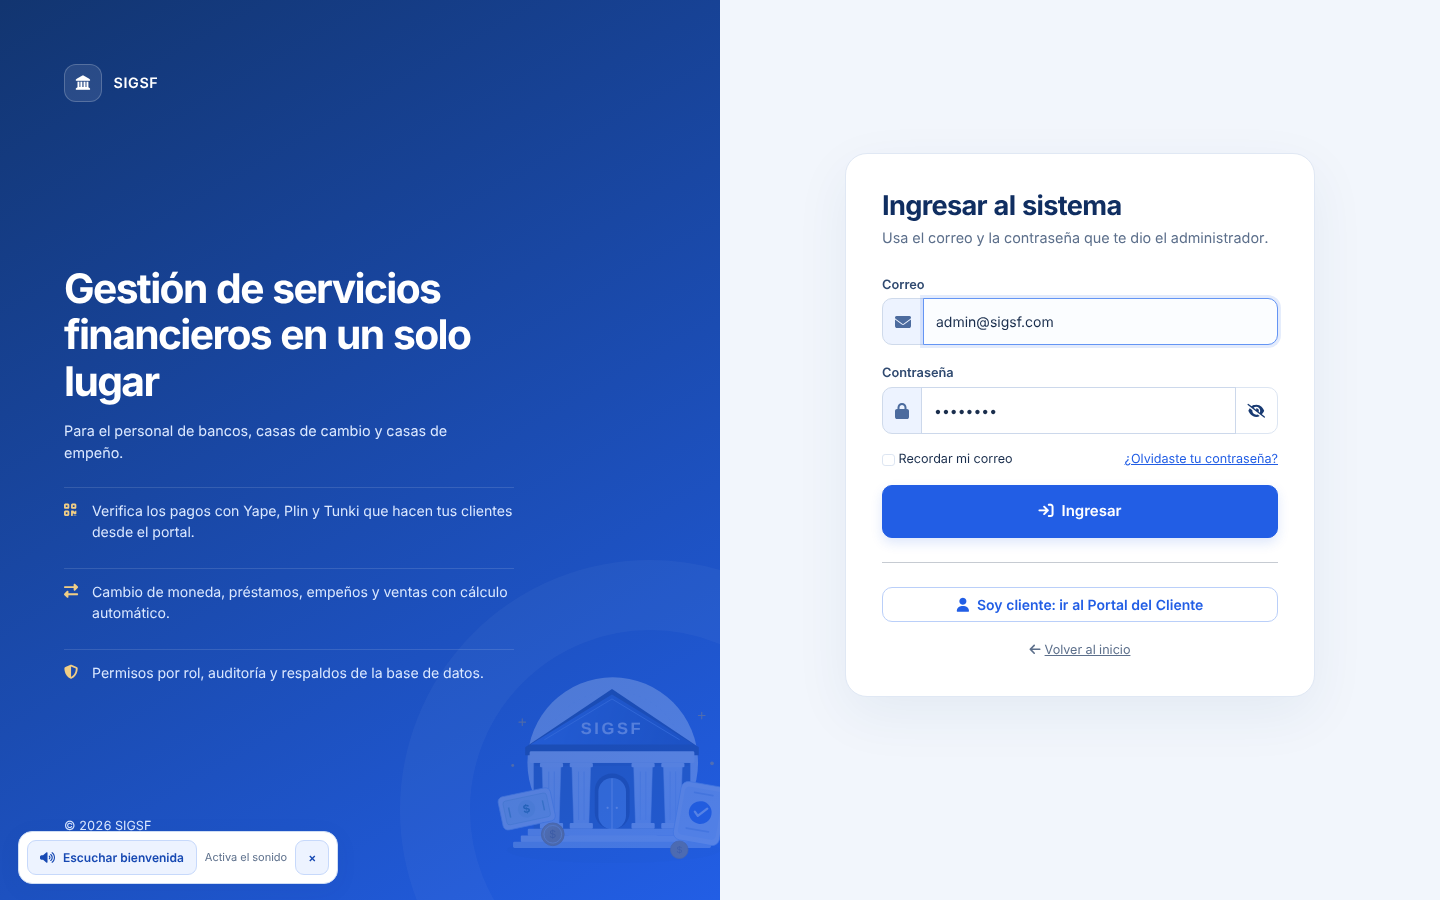 SIGSF
Gestión de servicios
financieros en un solo
lugar
Para el personal de bancos, casas de cambio y casas de
empeño.
Verifica los pagos con Yape, Plin y Tunki que hacen tus clientes
desde el portal.
Cambio de moneda, préstamos, empeños y ventas con cálculo
automático.
Permisos por rol, auditoría y respaldos de la base de datos.
SIGSF
$
$
$
© 2026 SIGSF
Escuchar bienvenida
Activa el sonido
×
Ingresar al sistema
Usa el correo y la contraseña que te dio el administrador.
Correo
admin@sigsf.com
Contraseña
••••••••
Recordar mi correo
¿Olvidaste tu contraseña?
Ingresar
Soy cliente: ir al Portal del Cliente
Volver al inicio